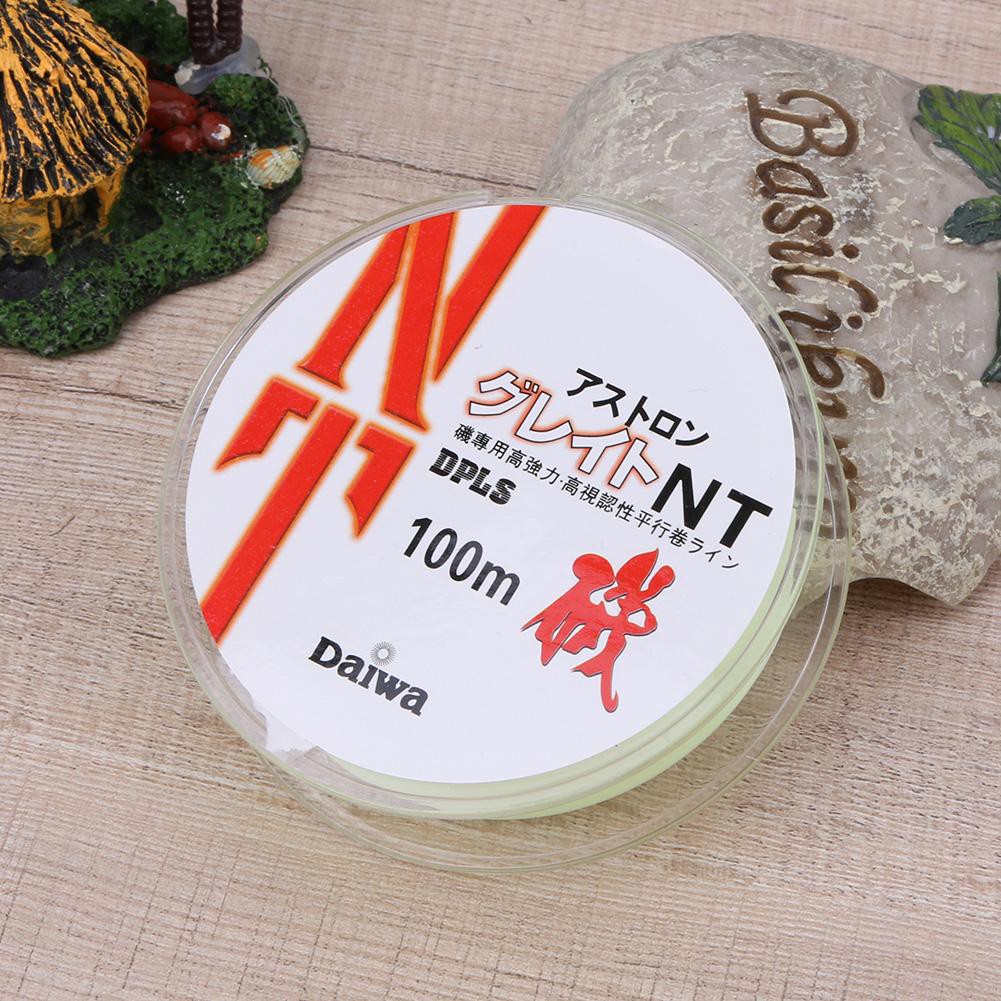 NT
アストロン
グレイトNT
磯専用高強力・高視認性平行巻ライン
DPLS
100m
磯
Daiwa